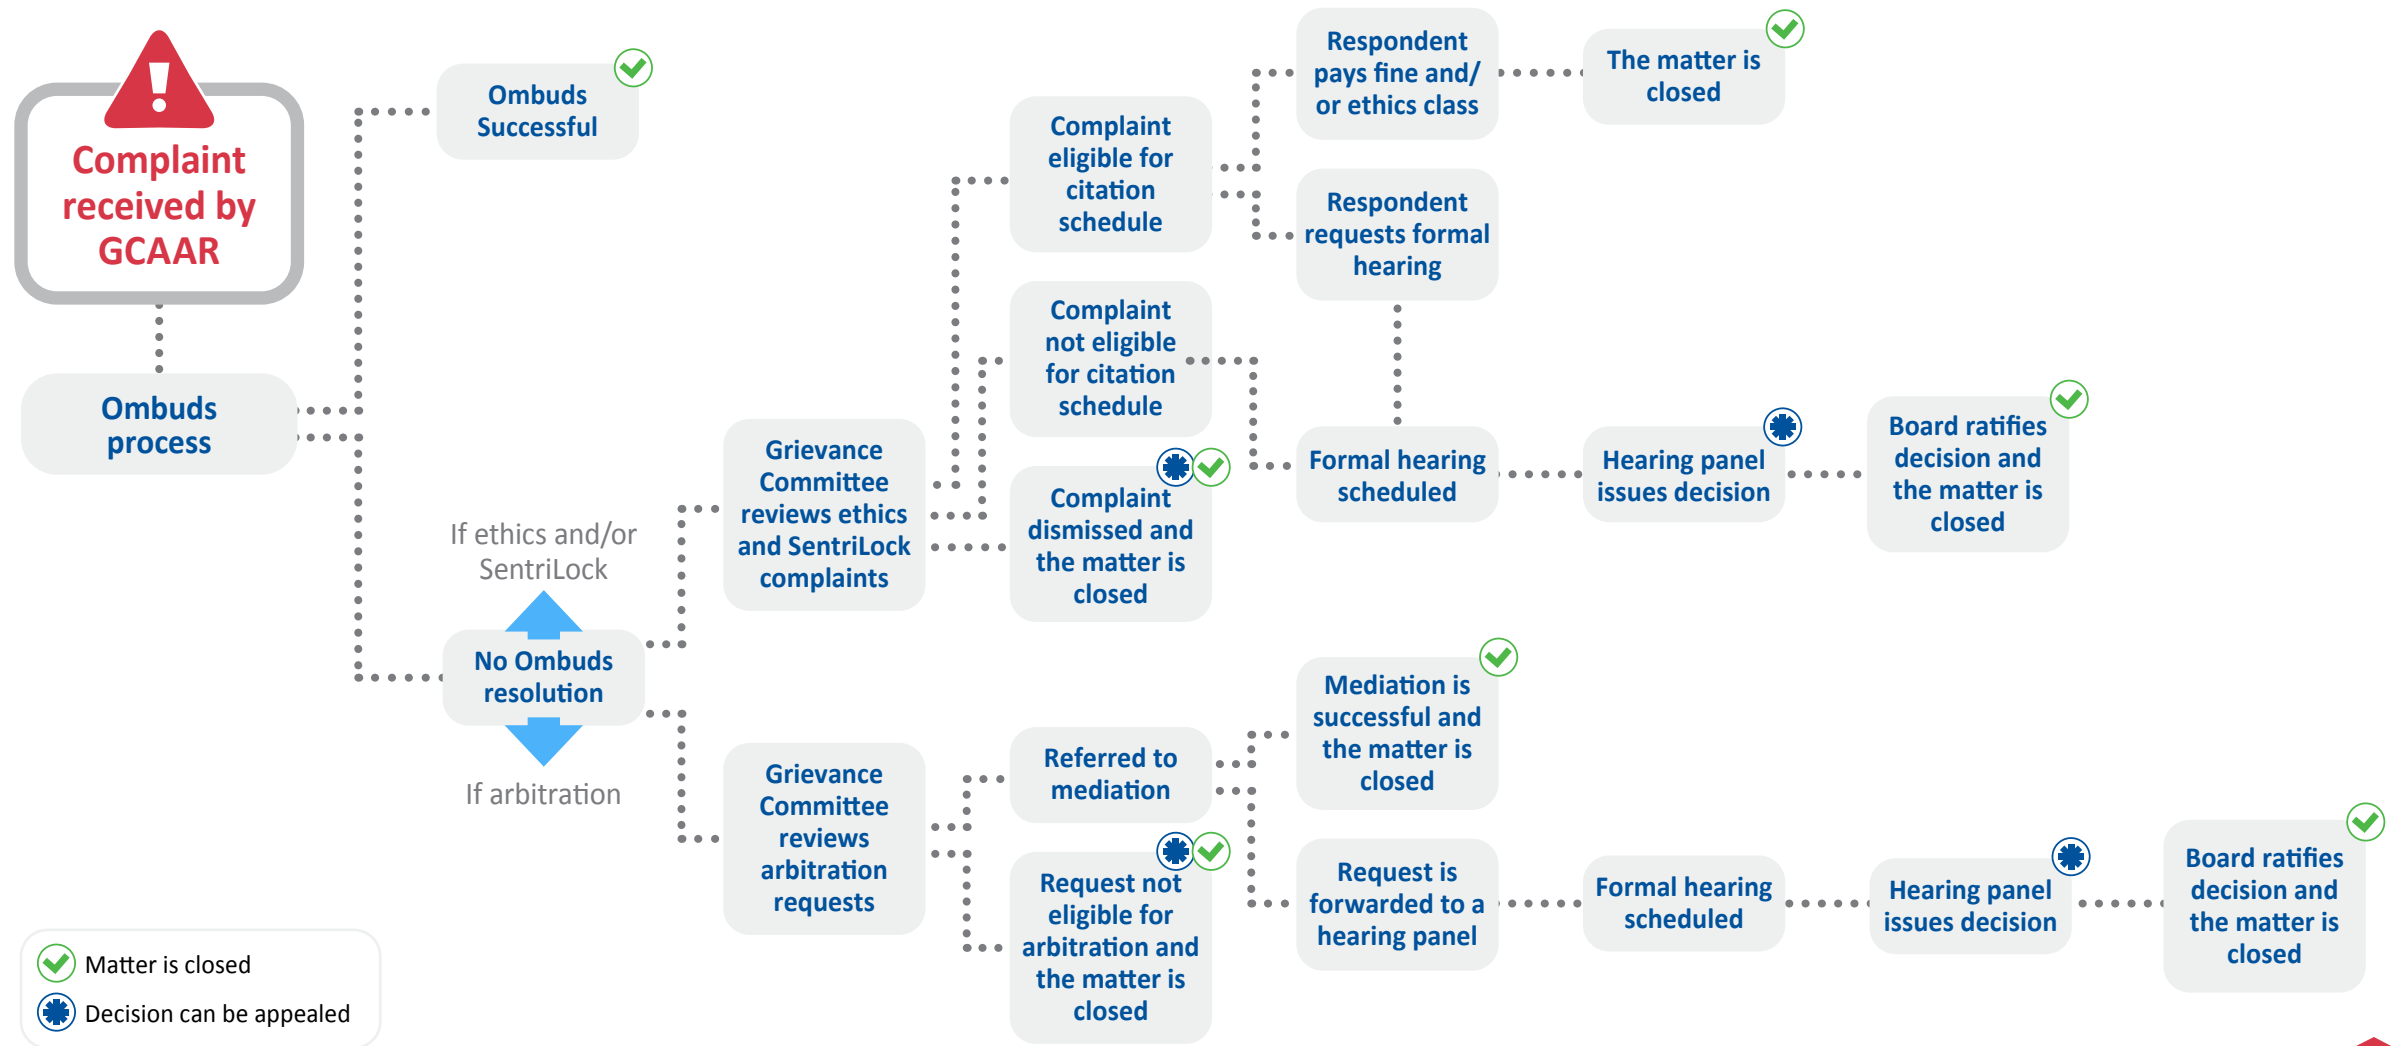 Complaint
received by
GCAAR
Ombuds
process
Ombuds
Successful
If ethics and/or
SentriLock
No Ombuds
resolution
If arbitration
Grievance
Committee
reviews ethics
and SentriLock
complaints
Grievance
Committee
reviews
arbitration
requests
Complaint
eligible for
citation
schedule
Complaint
not eligible
for citation
schedule
Complaint
dismissed and
the matter is
closed
Referred to
mediation
Request not
eligible for
arbitration and
the matter is
closed
Respondent
pays fine and/
or ethics class
Respondent
requests formal
hearing
Formal hearing
scheduled
Mediation is
successful and
the matter is
closed
Request is
forwarded to a
hearing panel
The matter is
closed
Hearing panel
issues decision
Formal hearing
scheduled
Board ratifies
decision and
the matter is
closed
Hearing panel
issues decision
Board ratifies
decision and
the matter is
closed
Matter is closed
Decision can be appealed